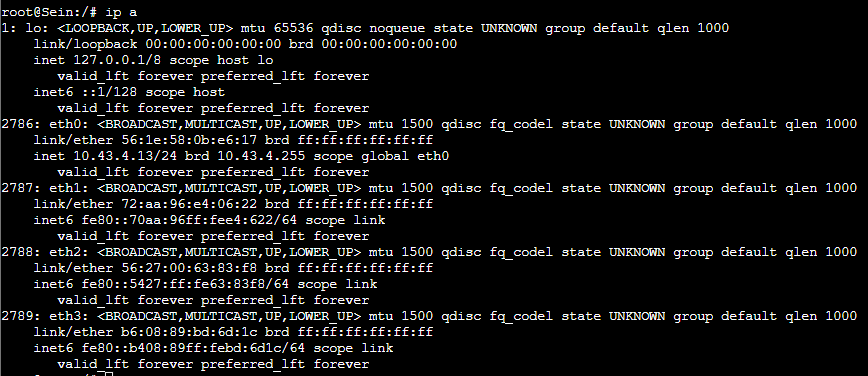 root@Sein:/# ip a
1: lo: <LOOPBACK,UP,LOWER_UP> mtu 65536 qdisc noqueue state UNKNOWN group default qlen 1000
    link/loopback 00:00:00:00:00:00 brd 00:00:00:00:00:00
    inet 127.0.0.1/8 scope host lo
       valid_lft forever preferred_lft forever
    inet6 ::1/128 scope host
       valid_lft forever preferred_lft forever
2786: eth0: <BROADCAST,MULTICAST,UP,LOWER_UP> mtu 1500 qdisc fq_codel state UNKNOWN group default qlen 1000
    link/ether 56:1e:58:0b:e6:17 brd ff:ff:ff:ff:ff:ff
    inet 10.43.4.13/24 brd 10.43.4.255 scope global eth0
       valid_lft forever preferred_lft forever
2787: eth1: <BROADCAST,MULTICAST,UP,LOWER_UP> mtu 1500 qdisc fq_codel state UNKNOWN group default qlen 1000
    link/ether 72:aa:96:e4:06:22 brd ff:ff:ff:ff:ff:ff
    inet6 fe80::70aa:96ff:fee4:622/64 scope link
       valid_lft forever preferred_lft forever
2788: eth2: <BROADCAST,MULTICAST,UP,LOWER_UP> mtu 1500 qdisc fq_codel state UNKNOWN group default qlen 1000
    link/ether 56:27:00:63:83:f8 brd ff:ff:ff:ff:ff:ff
    inet6 fe80::5427:ff:fe63:83f8/64 scope link
       valid_lft forever preferred_lft forever
2789: eth3: <BROADCAST,MULTICAST,UP,LOWER_UP> mtu 1500 qdisc fq_codel state UNKNOWN group default qlen 1000
    link/ether b6:08:89:bd:6d:1c brd ff:ff:ff:ff:ff:ff
    inet6 fe80::b408:89ff:febd:6d1c/64 scope link
       valid_lft forever preferred_lft forever